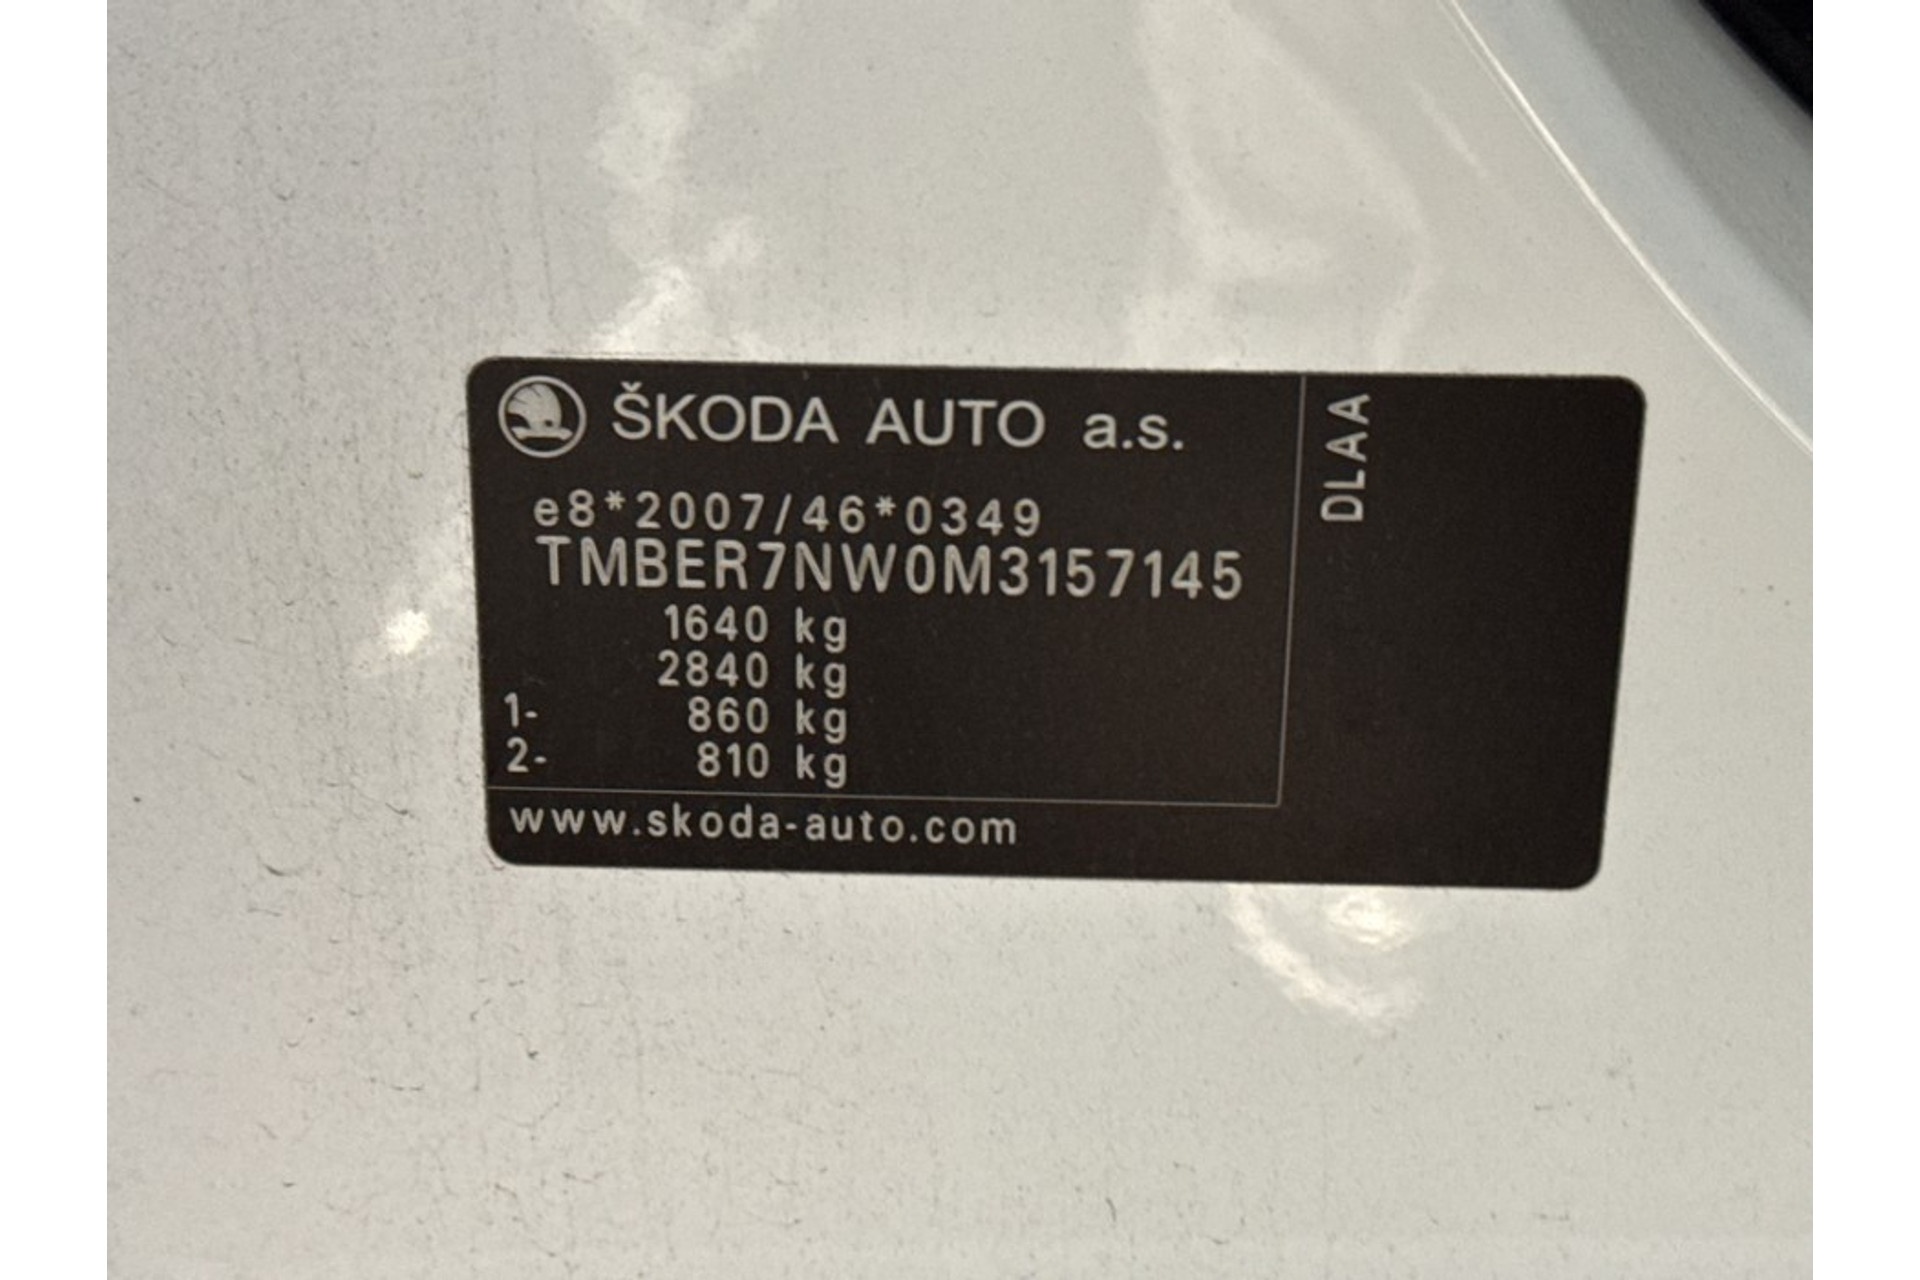 ŠKODA AUTO a.s.
e8*2007/46*0349
TMBER7NW0M3157145
1640 kg
2840 kg
1- 860 kg
2- 810 kg
www.skoda-auto.com
DLAA